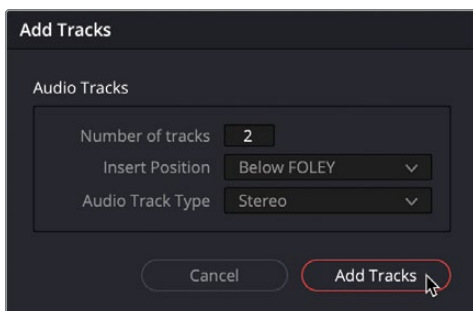 Add Tracks
Audio Tracks
Number of tracks 2
Insert Position Below FOLEY
Audio Track Type Stereo
Cancel Add Tracks